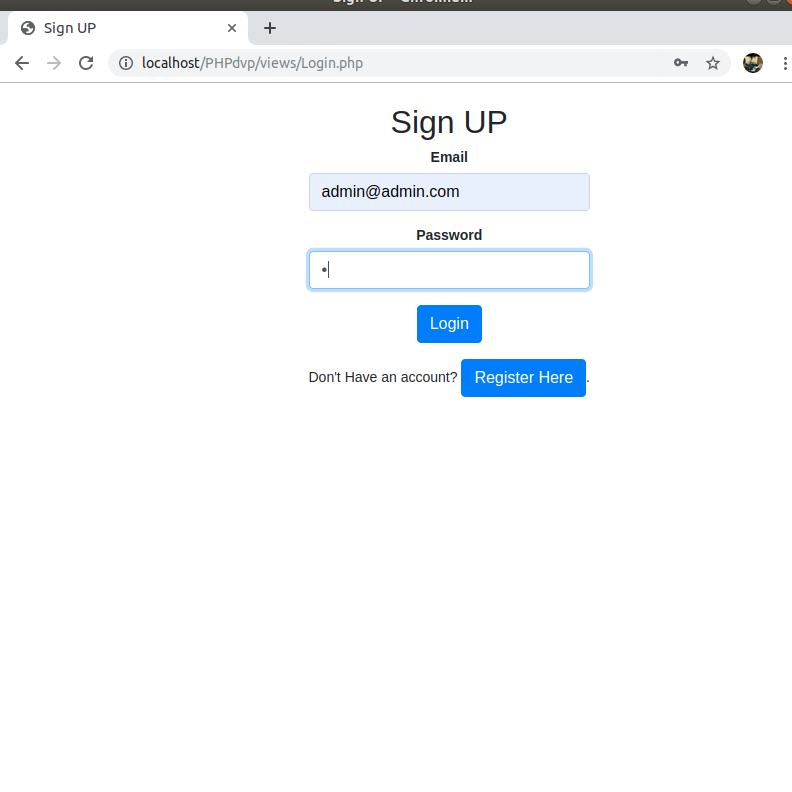 Sign UP
localhost/PHPdvp/views/Login.php
Sign UP
Email
admin@admin.com
Password
•
Login
Don't Have an account? Register Here .